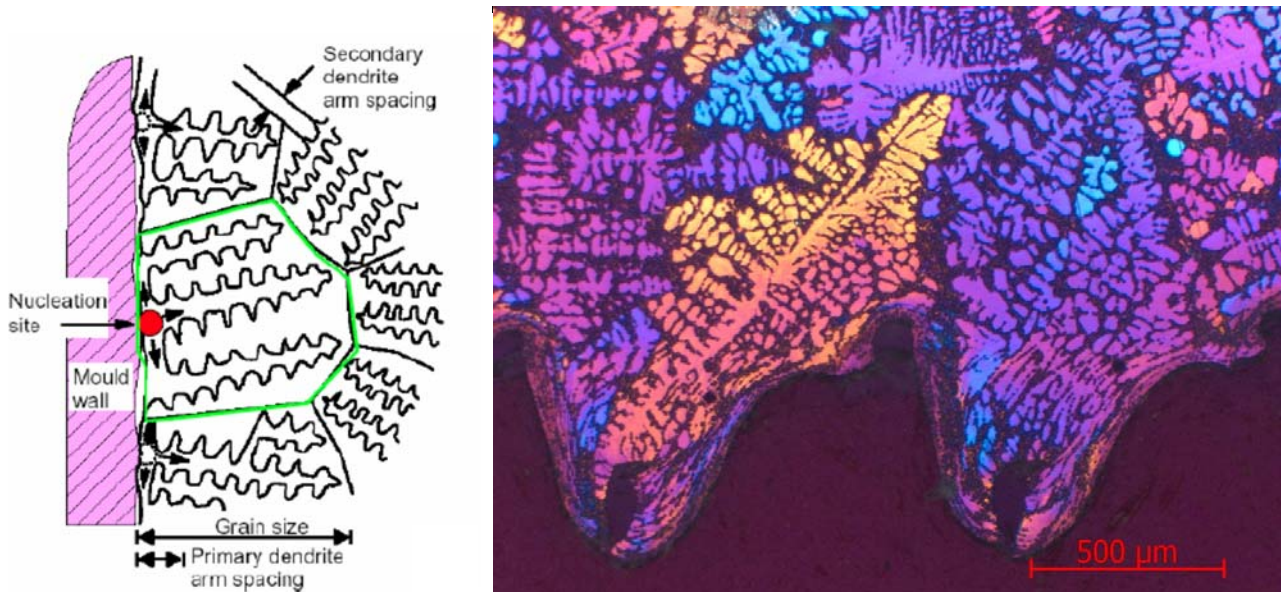 Secondary
dendrite
arm spacing
Nucleation
site
Mould
wall
Grain size
Primary dendrite
arm spacing
500 µm